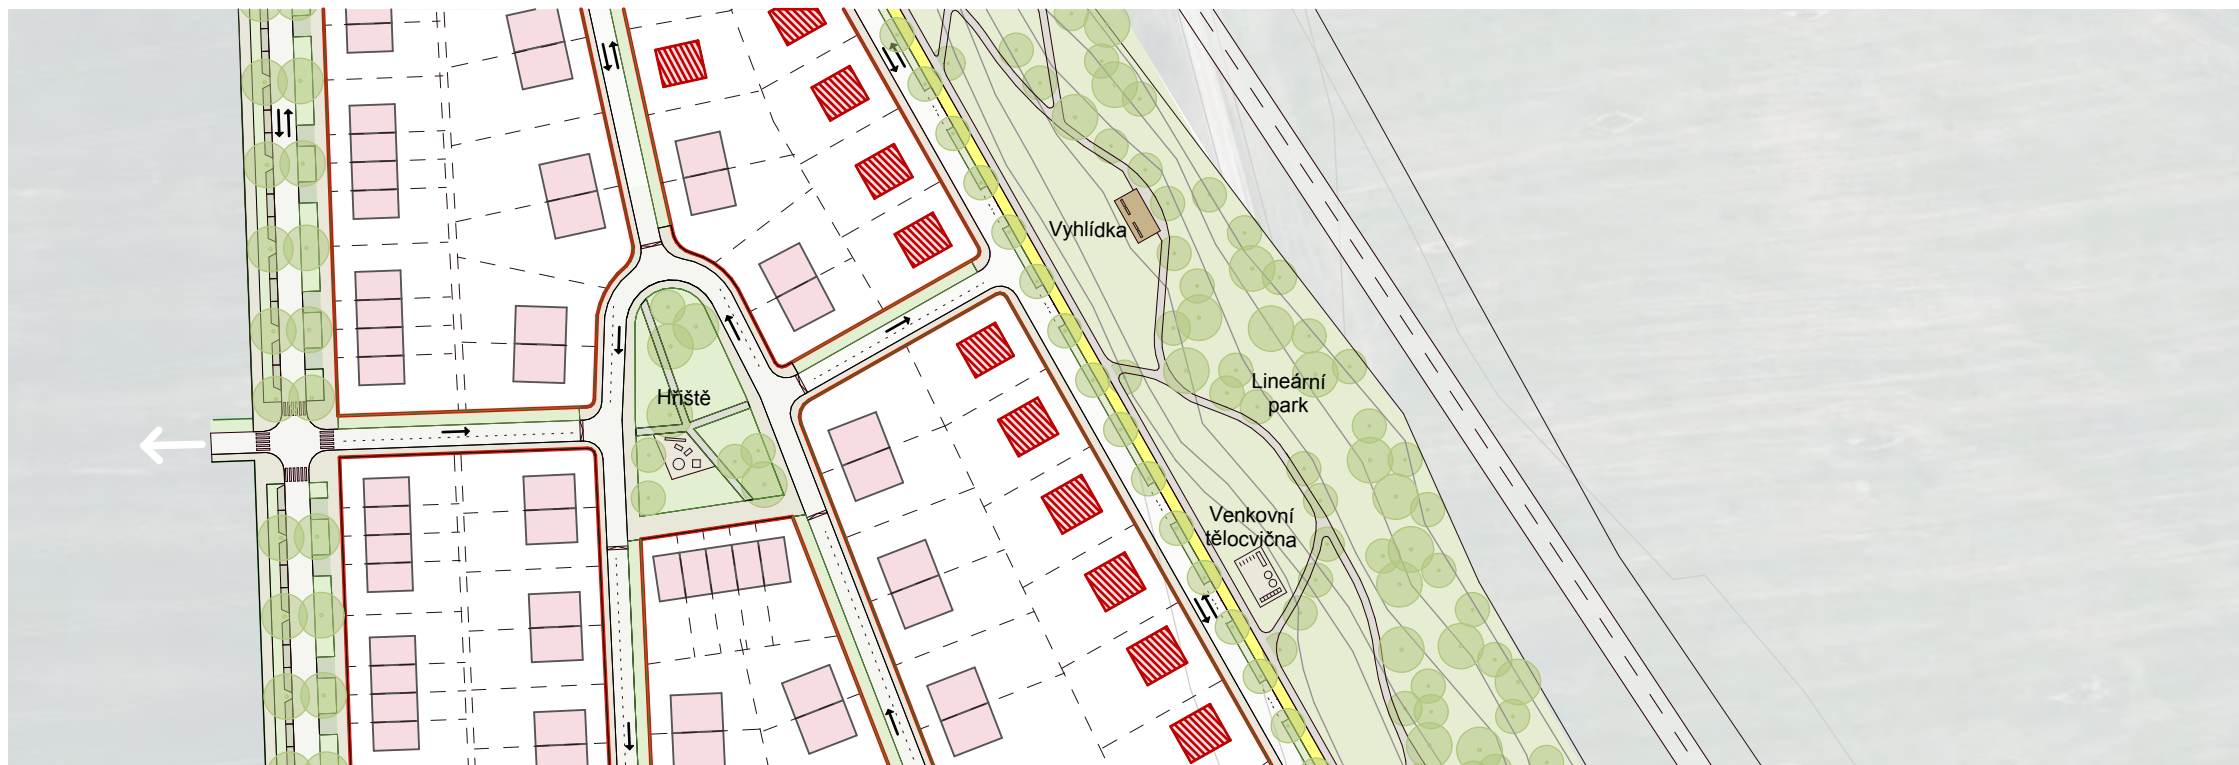 Vyhlídka
Lineární
park
Hřiště
Venkovní
tělocvična